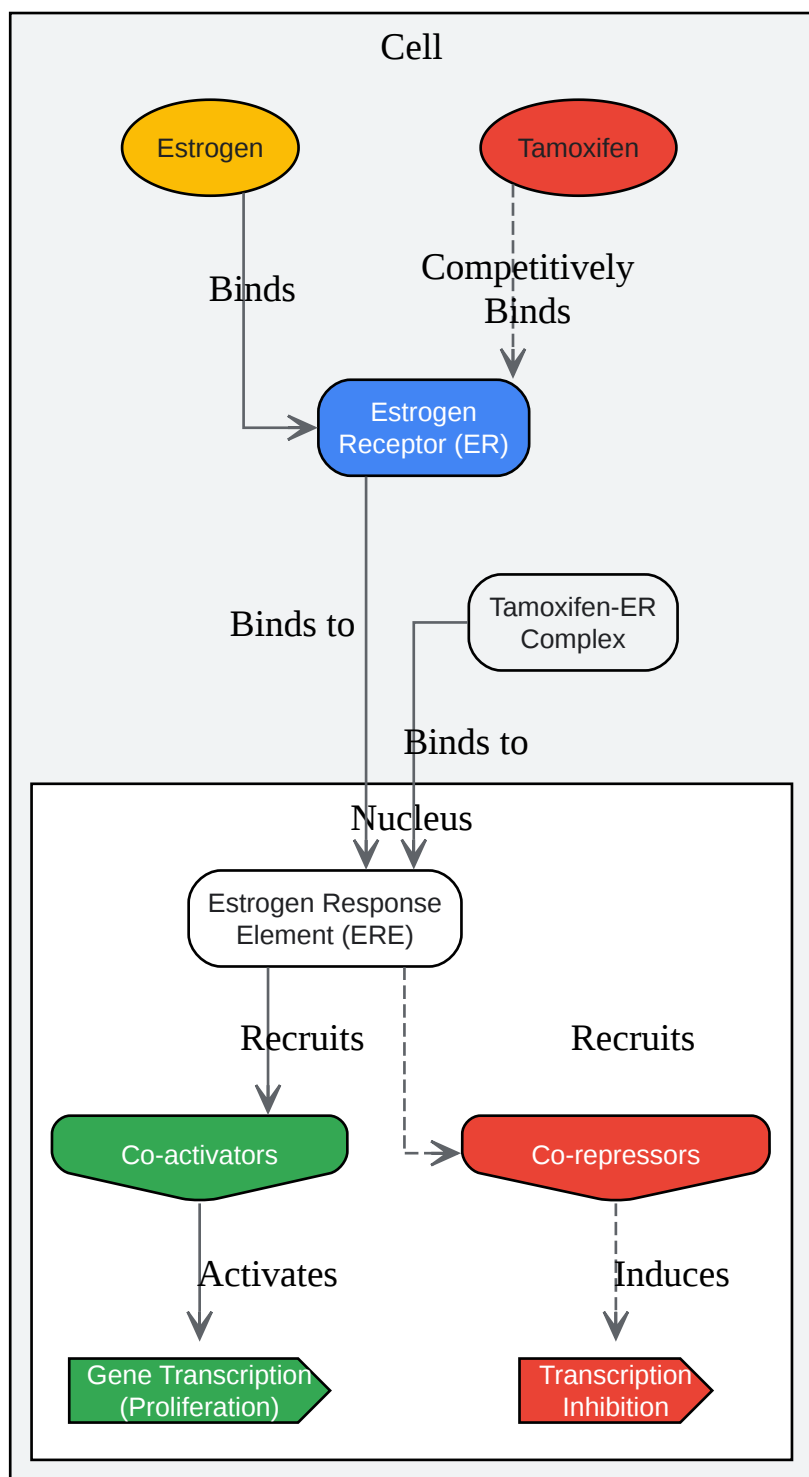 Cell
Estrogen
Tamoxifen
Binds
Competitively
Binds
Estrogen
Receptor (ER)
Binds to
Tamoxifen-ER
Complex
Binds to
Nucleus
Estrogen Response
Element (ERE)
Recruits
Recruits
Co-activators
Co-repressors
Activates
Induces
Gene Transcription
(Proliferation)
Transcription
Inhibition